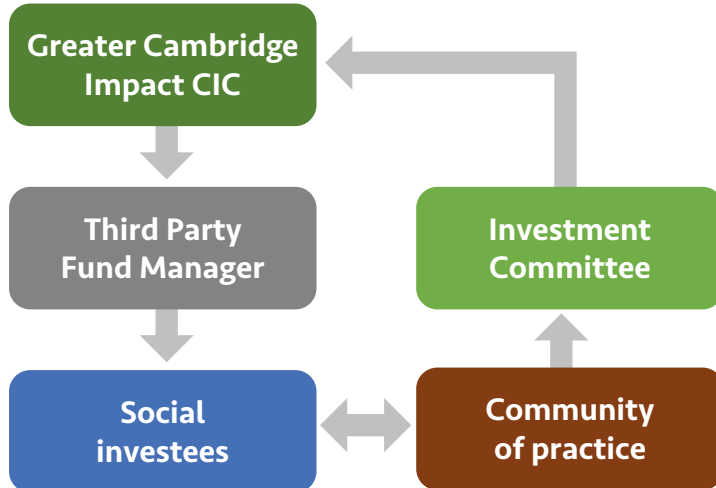 Greater Cambridge
Impact CIC
Third Party
Fund Manager
Investment
Committee
Social
investees
Community
of practice